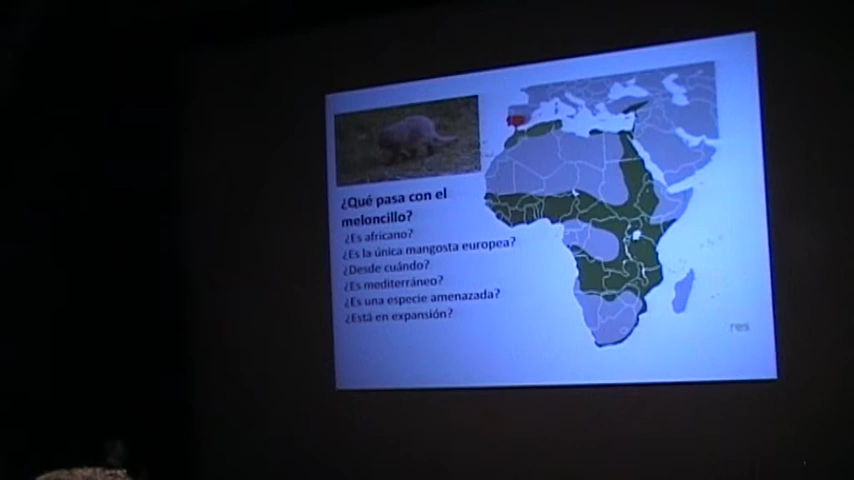 ¿Qué pasa con el
meloncillo?
¿Es africano?
¿Es la única mangosta europea?
¿Desde cuándo?
¿Es mediterráneo?
¿Es una especie amenazada?
¿Está en expansión?
res